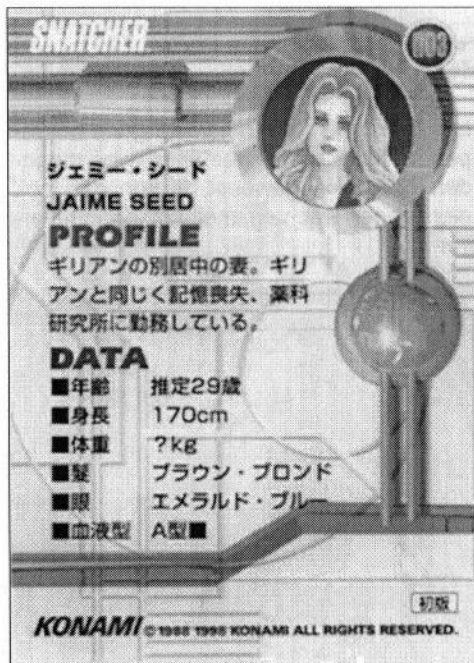 SNATCHER
003
ジェミー・シード
JAIME SEED
PROFILE
ギリアンの別居中の妻。ギリ
アンと同じく記憶喪失、薬科
研究所に勤務している。
DATA
■年齢 推定29歳
■身長 170cm
■体重 ?kg
■髪 ブラウン・ブロンド
■眼 エメラルド・ブルー
■血液型 A型■
初版
KONAMI © 1988 1998 KONAMI ALL RIGHTS RESERVED.